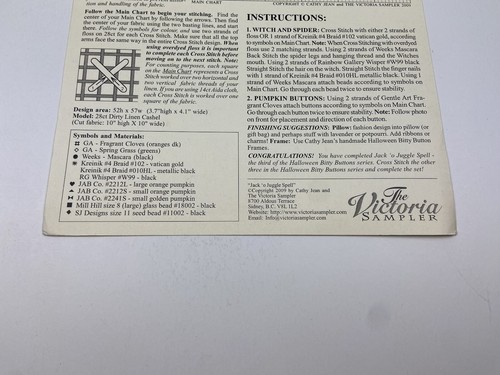 sion and handling of the fabric.
MAIN CHART
COPYRIGHT © CATHY JEAN AND THE VICTORIA SAMPLER 2009
Follow the Main Chart to begin your stitching. Find the
center of your Main Chart by following the arrows. Then find
the center of your fabric using the two basting lines, and start
there. Follow the symbols for colour, and use two strands of
floss on 28ct for each Cross Stitch. Make sure that all the top
arms face the same way in the entire Cross Stitch design. When
using overdyed floss it is important
to complete each Cross Stitch before
moving on to the next stitch. Note:
For counting purposes, each square
on the Main Chart represents a Cross
Stitch worked over two horizontal and
two vertical fabric threads of your
linen. If you are using 14ct Aida cloth,
each Cross Stitch is worked over one
square of the fabric.
Design area: 52h x 57w (3.7"high x 4.1" wide)
Model: 28ct Dirty Linen Cashel
(Cut fabric: 10" high X 10" wide)
Symbols and Materials:
GA - Fragrant Cloves (oranges dk)
GA - Spring Grass (greens)
Weeks - Mascara (black)
Kreinik #4 Braid #102 - vatican gold
Kreinik #4 Braid #010HL - metallic black
RG Whisper #W99 - black
JAB Co. #2212L - large orange pumpkin
JAB Co. #2212S - small orange pumpkin
JAB Co. #2241S - small golden pumpkin
Mill Hill size 8 (large) glass bead #18002 - black
SJ Designs size 11 seed bead #11002 - black
INSTRUCTIONS:
1. WITCH AND SPIDER: Cross Stitch with either 2 strands of
floss OR 1 strand of Kreinik #4 Braid #102 vatican gold, according
to symbols on Main Chart. Note: When Cross Stitching with overdyed
floss use 2 matching strands. Using 2 strands of Weeks Mascara
Back Stitch the spider legs and hanging thread and the Witches
mouth. Using 2 strands of Rainbow Gallery Wisper #W99 black
Straight Stitch the hair on the witch. Straight Stitch the finger nails
with 1 strand of Kreinik #4 Braid #010HL metallic black. Using 1
strand of Weeks Mascara attach beads according to symbols on
Main Chart. Go through each bead twice to ensure stability.
2. PUMPKIN BUTTONS: Using 2 strands of Gentle Art Fra-
grant Cloves attach buttons according to symbols on Main Chart.
Go through each button twice to ensure stability. Note: Follow photo
on front for placement and direction of each button.
FINISHING SUGGESTIONS: Pillow: fashion design into pillow (or
gift bag) and perhaps stuff with lavender or potpourri. Add ribbons or
charms! Frame: Use Cathy Jean's handmade Halloween Bitty Button
Frames.
CONGRATULATIONS! You have completed Jack 'o Juggle Spell -
the third of the Halloween Bitty Buttons series. Cross Stitch the other
three in the Halloween Bitty Buttons series and complete the set!
"Jack 'o Juggle Spell"
©Copyright 2009 by Cathy Jean and
The Victoria Sampler
8700 Aldous Terrace
Sidney, B.C. V8L 1L2
Website: http://www.victoriasampler.com
Email: Info@victoriasampler.com
The
Victoria
SAMPLER